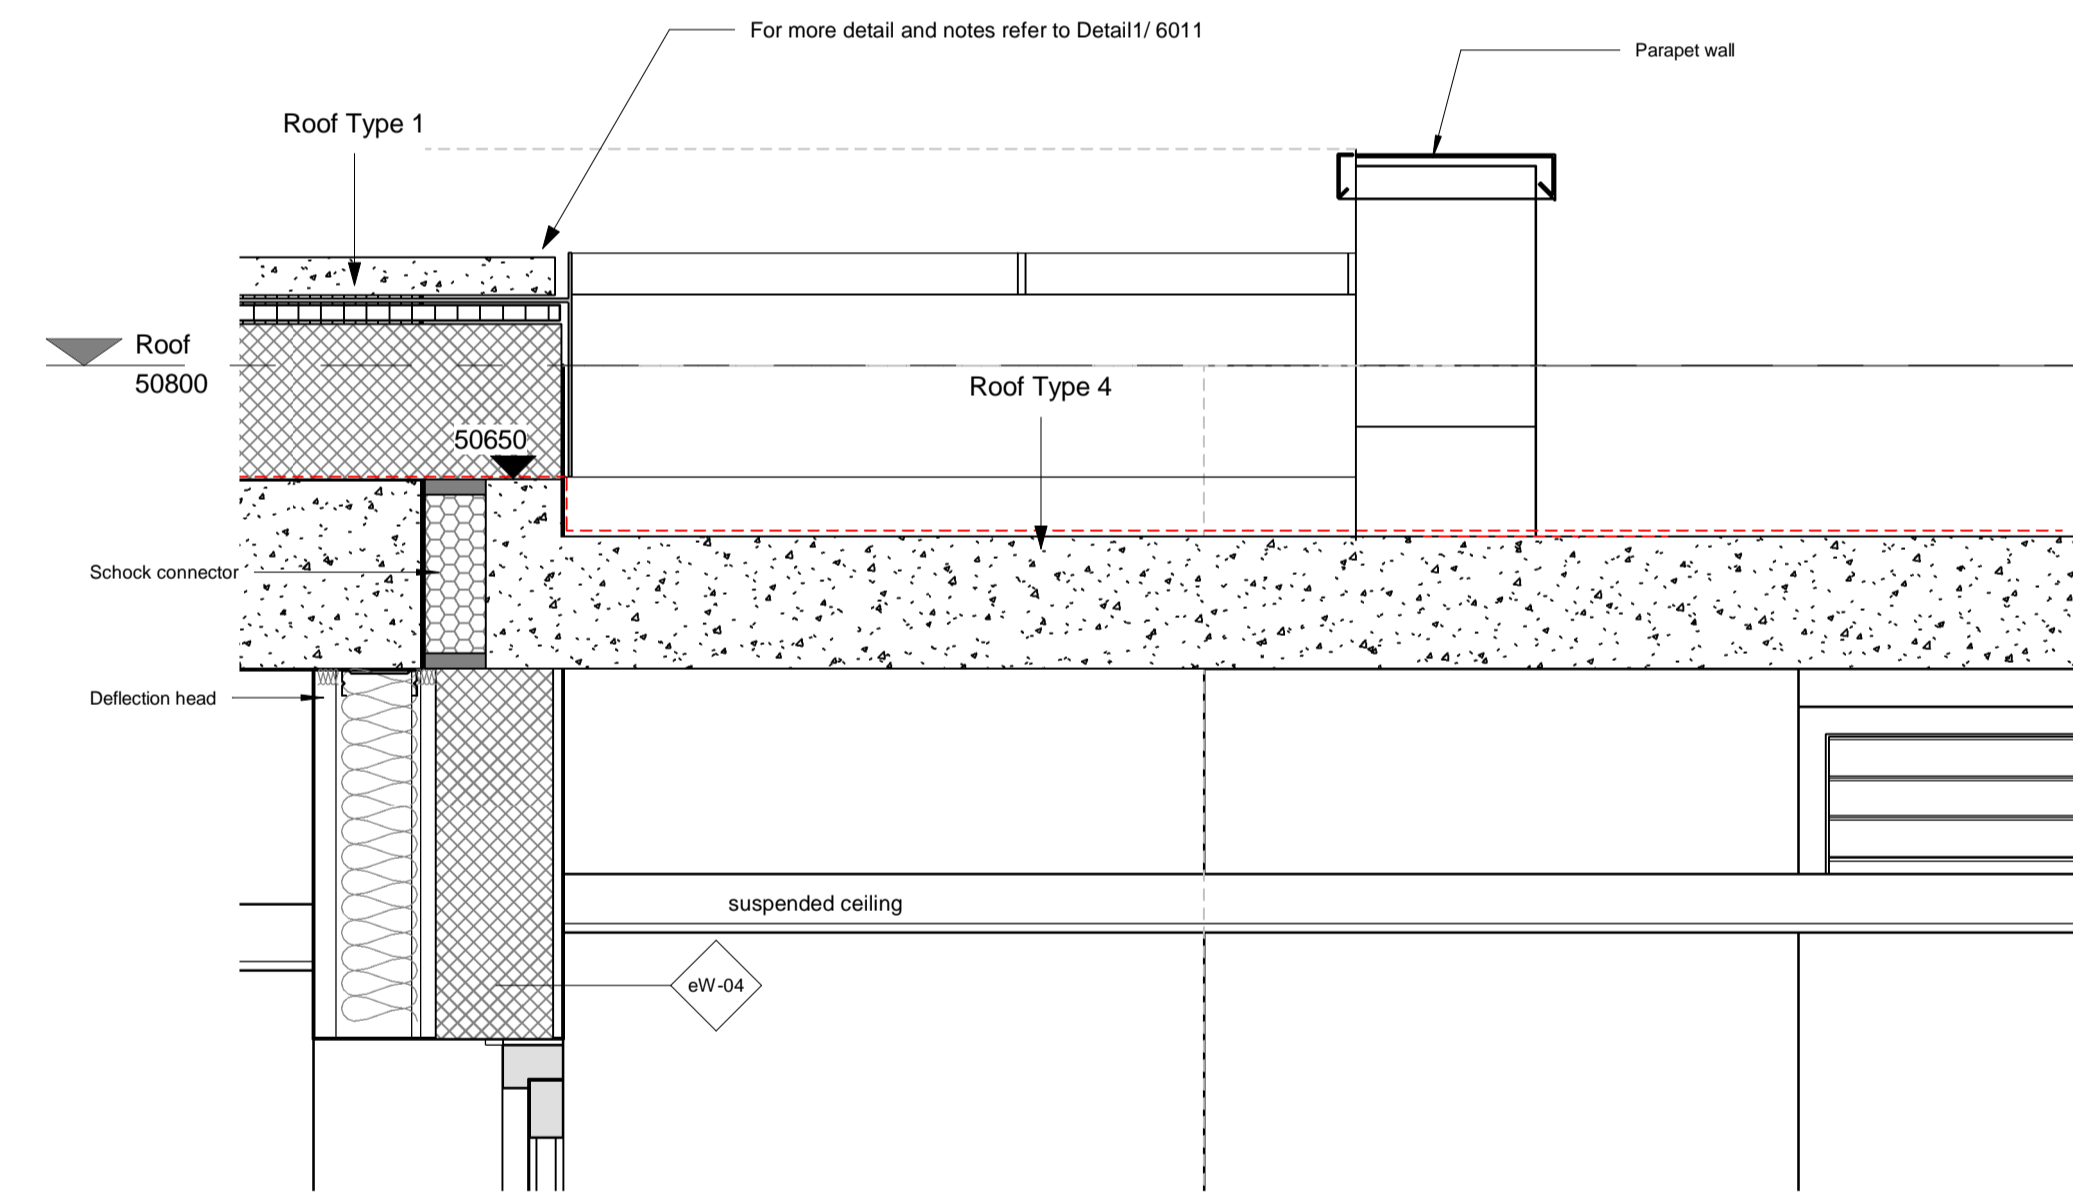 For more detail and notes refer to Detail1/ 6011
Parapet wall
Roof Type 1
Roof
50800
Roof Type 4
50650
Schock connector
Deflection head
suspended ceiling
eW-04